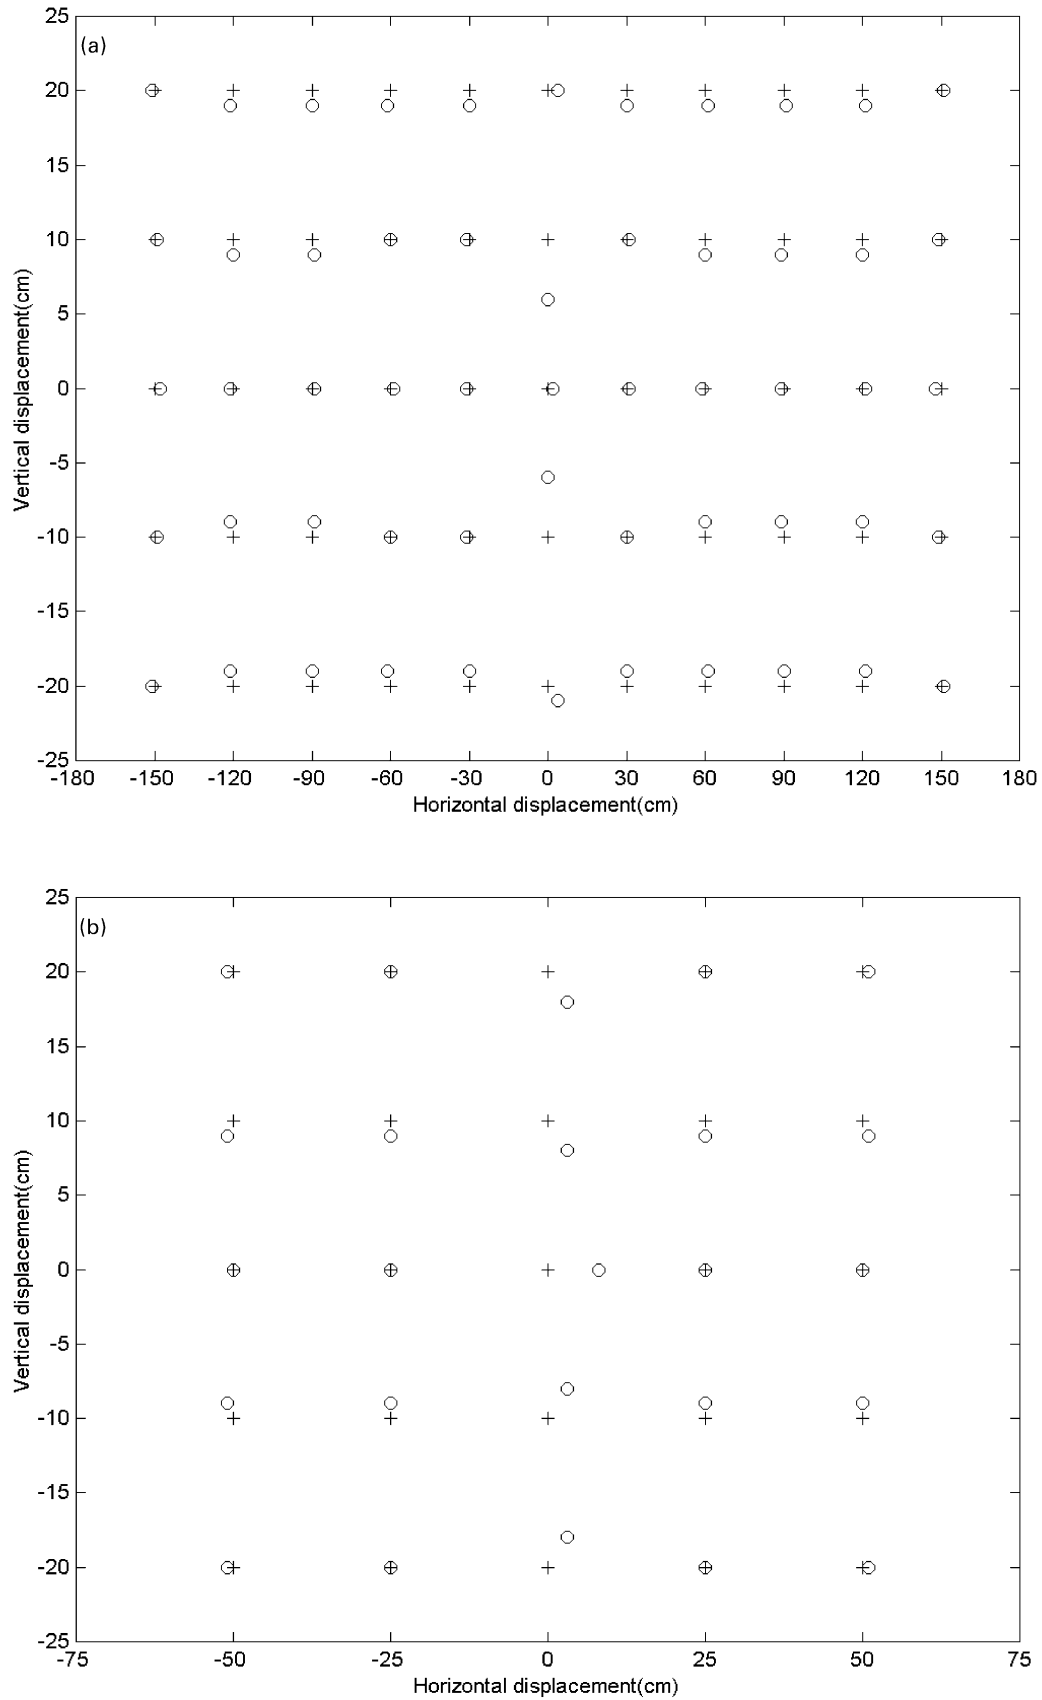 (a)
25
20
15
10
5
0
-5
-10
-15
-20
-25
Vertical displacement(cm)
-180 -150 -120 -90 -60 -30 0 30 60 90 120 150 180
Horizontal displacement(cm)
(b)
25
20
15
10
5
0
-5
-10
-15
-20
-25
Vertical displacement(cm)
-75 -50 -25 0 25 50 75
Horizontal displacement(cm)